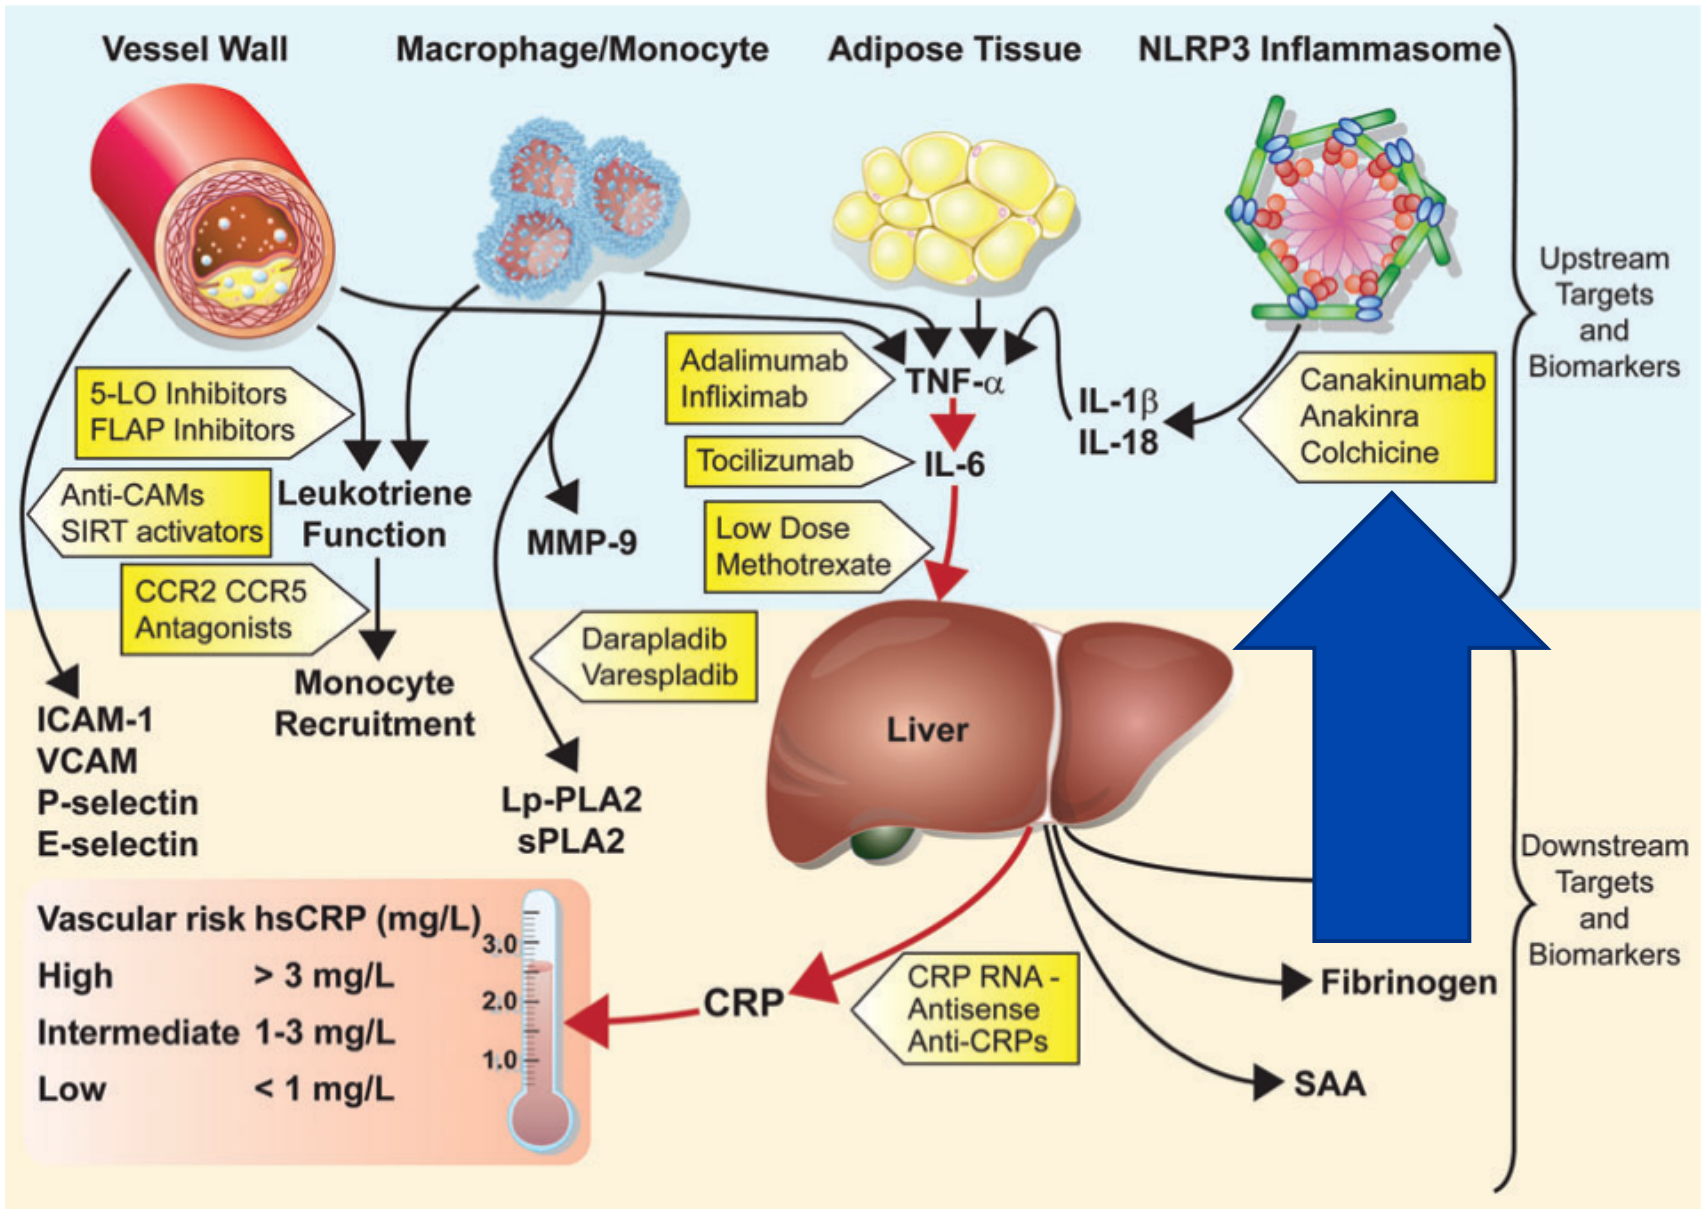 Vessel Wall
Macrophage/Monocyte
Adipose Tissue
NLRP3 Inflammasome
Upstream
Targets
and
Biomarkers
Adalimumab
Infliximab
TNF-α
IL-1β
IL-18
Canakinumab
Anakinra
Colchicine
5-LO Inhibitors
FLAP Inhibitors
Tocilizumab
IL-6
Anti-CAMs
SIRT activators
Leukotriene
Function
MMP-9
Low Dose
Methotrexate
CCR2 CCR5
Antagonists
Darapladib
Varespladib
Monocyte
Recruitment
ICAM-1
VCAM
P-selectin
E-selectin
Lp-PLA2
sPLA2
Liver
Downstream
Targets
and
Biomarkers
Vascular risk hsCRP (mg/L)
High > 3 mg/L
Intermediate 1-3 mg/L
Low < 1 mg/L
3.0
2.0
1.0
CRP
CRP RNA -
Antisense
Anti-CRPs
Fibrinogen
SAA